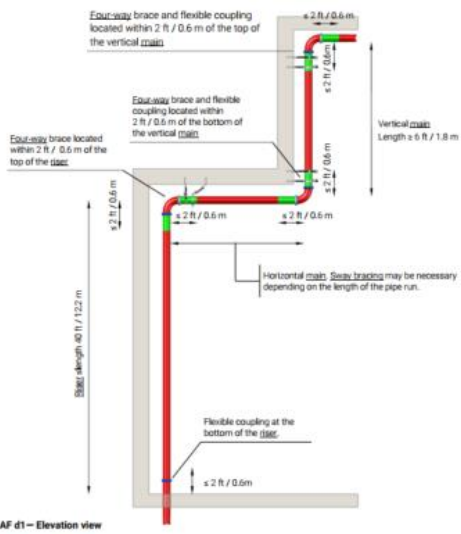 Four-way brace and flexible coupling
located within 2 ft / 0.6 m of the top of
the vertical main
≤ 2 ft / 0.6 m
≤ 2 ft / 0.6m
Four-way brace and flexible
coupling located within
2 ft / 0.6 m of the bottom of
the vertical main
Vertical main
Length ≥ 6 ft / 1.8 m
Four-way brace located
within 2 ft / 0.6 m of the
top of the riser
≤ 2 ft / 0.6 m
≤ 2 ft / 0.6 m
≤ 2 ft / 0.6 m
≤ 2 ft / 0.6 m
Horizontal main. Sway bracing may be necessary
depending on the length of the pipe run.
Riser ≤length 40 ft / 12.2 m
Flexible coupling at the
bottom of the riser.
≤ 2 ft / 0.6m
AF d1— Elevation view